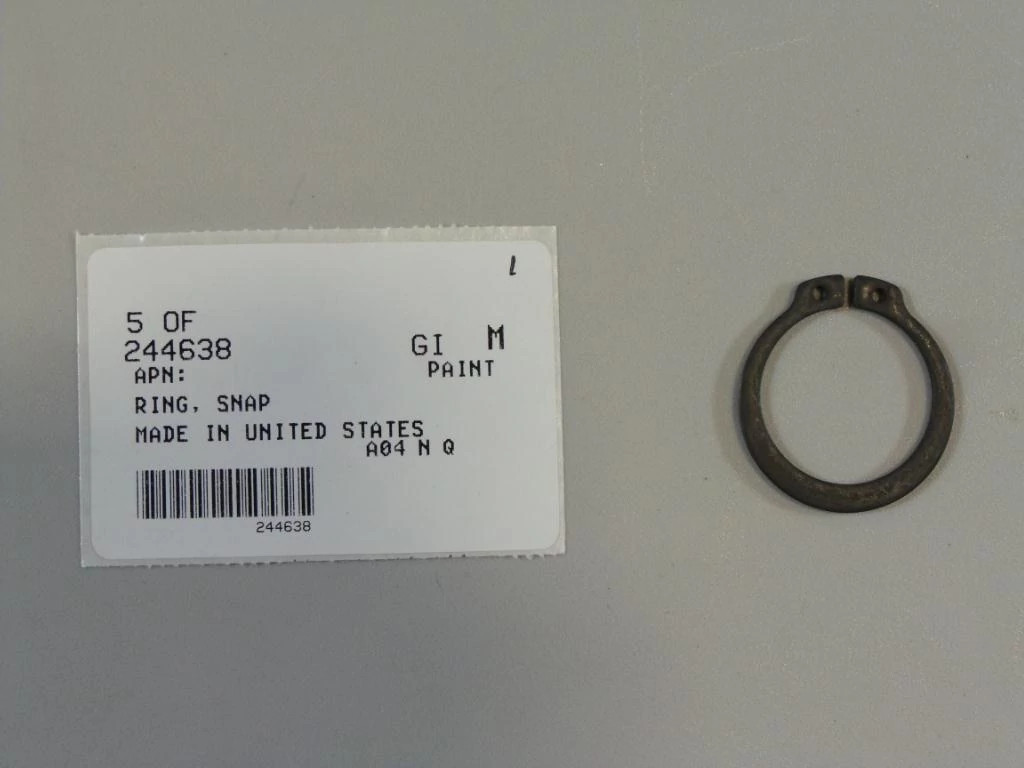 l
5 OF
244638 GI M
APN: PAINT
RING, SNAP
MADE IN UNITED STATES
A04 N Q
244638